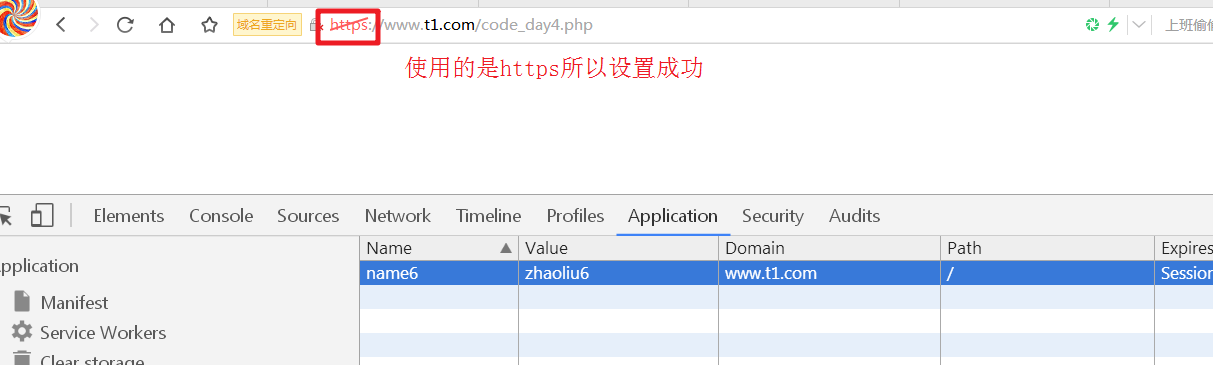 域名重定向 https://www.t1.com/code_day4.php 上班偷偷
使用的是https所以设置成功
Elements Console Sources Network Timeline Profiles Application Security Audits
Name Value Domain Path Expires
pplication
name6 zhaoliu6 www.t1.com / Session
Manifest
Service Workers
Clear storage